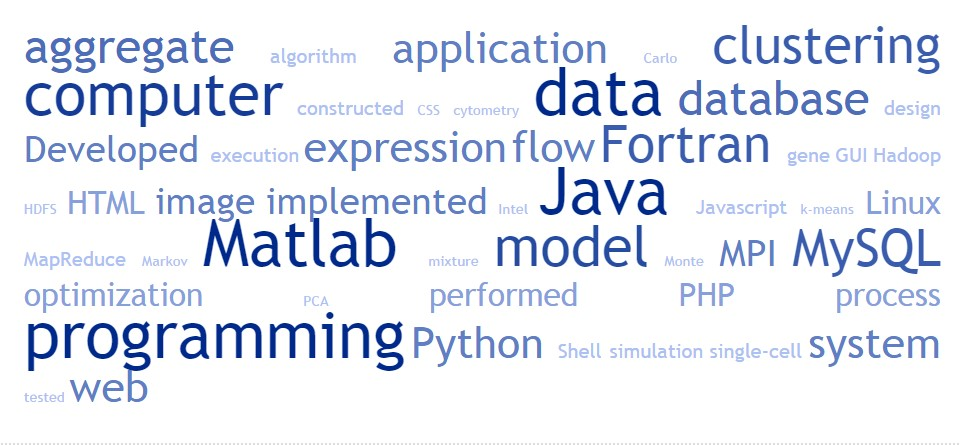 aggregate algorithm application Carlo clustering
computer constructed CSS cytometry data database design
Developed execution expression flow Fortran gene GUI Hadoop
HDFS HTML image implemented Intel Java Javascript k-means Linux
MapReduce Markov Matlab mixture model Monte MPI MySQL
optimization PCA performed PHP process
programming Python Shell simulation single-cell system
tested web